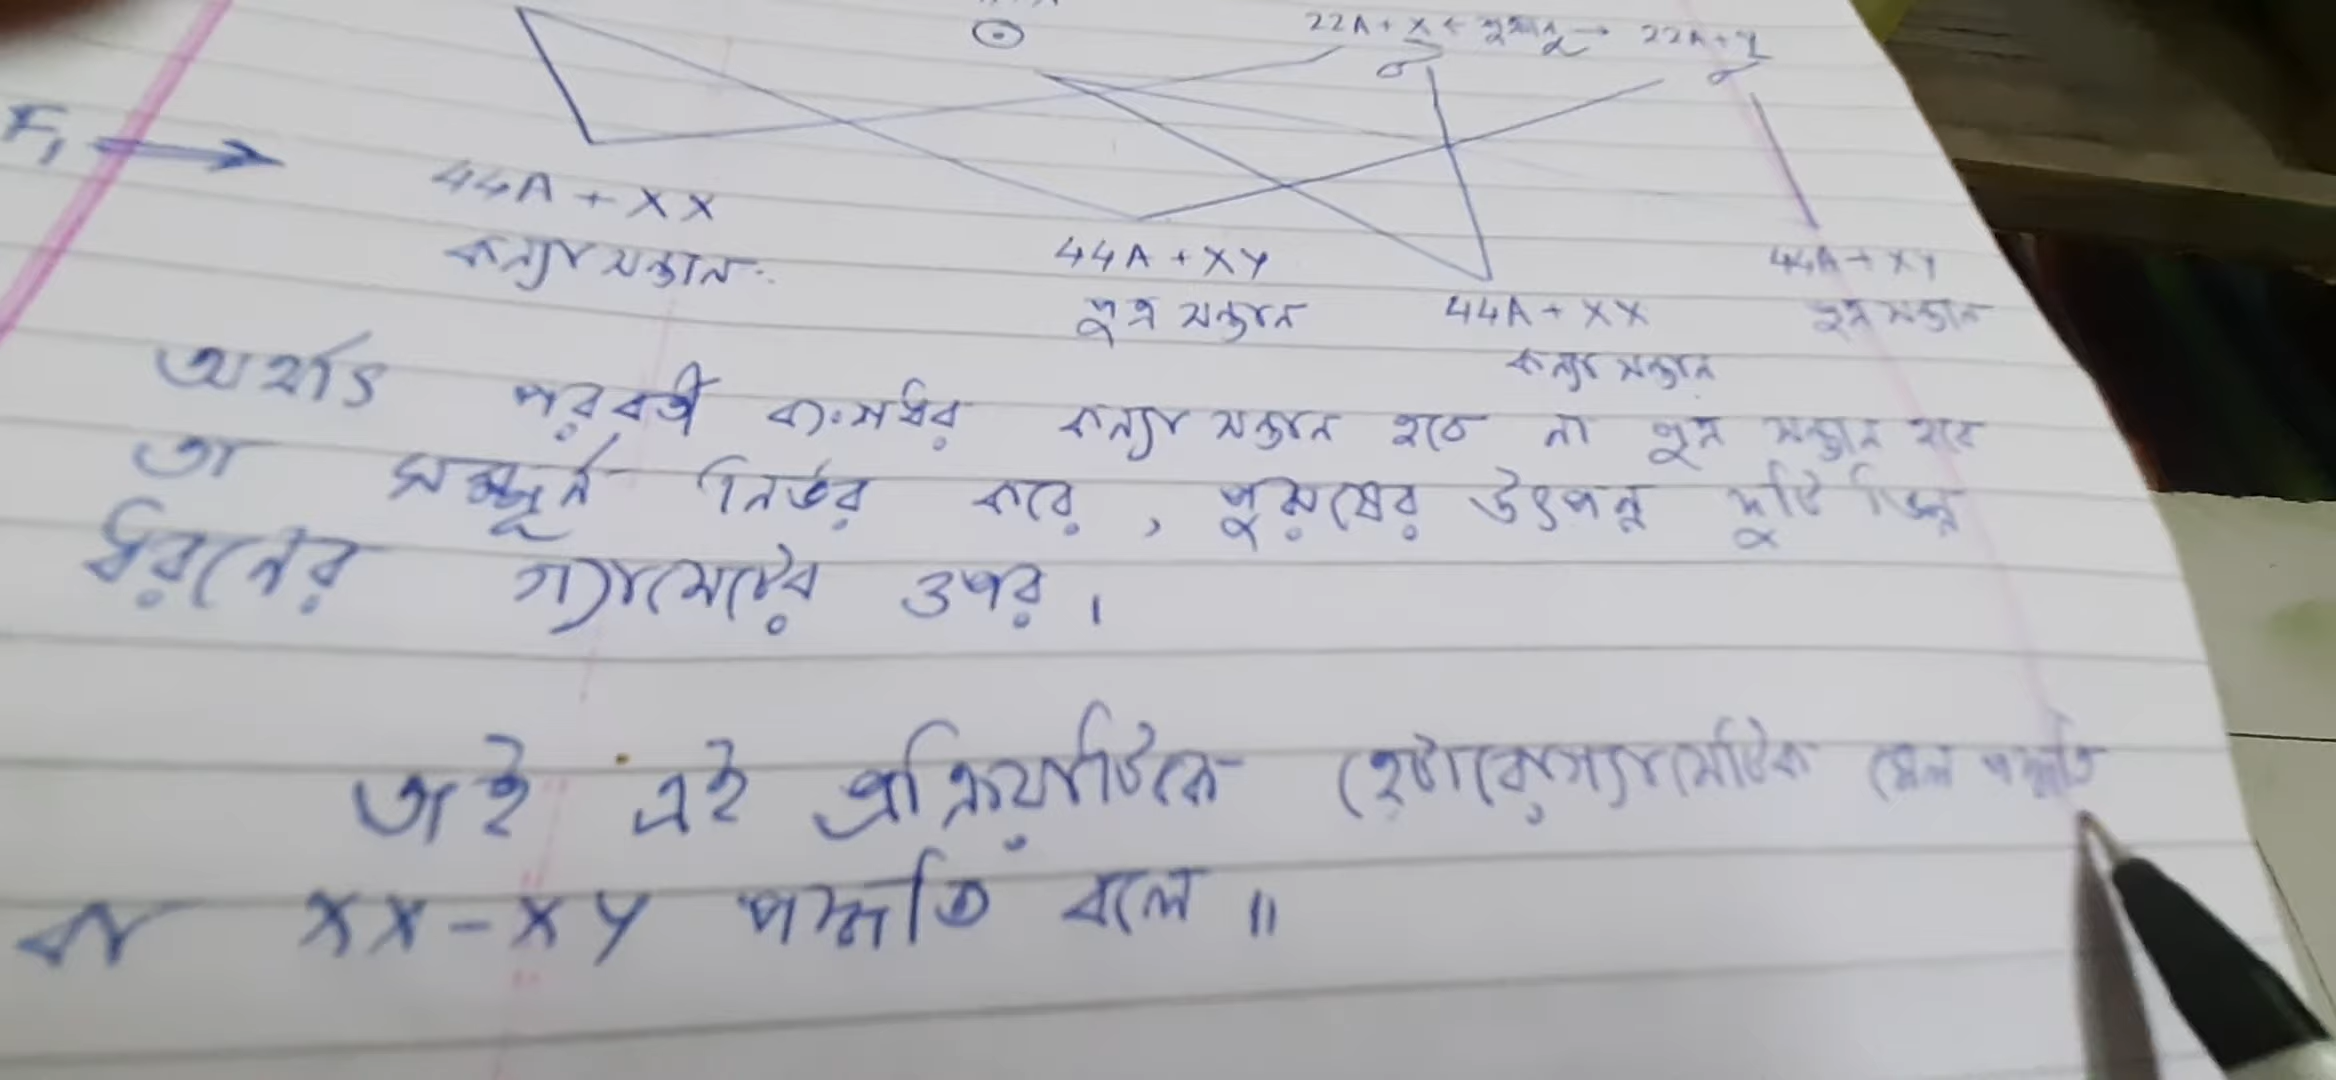 22A + X ← শুক্রাণু → 22A + Y
F₁ →
44A + XX
কন্যা সন্তান
44A + XY
পুত্র সন্তান
44A + XX
কন্যা সন্তান
44A + XY
পুত্র সন্তান
অর্থাৎ পরবর্তী বংশধর কন্যা সন্তান হবে না পুত্র সন্তান হবে
তা সম্পূর্ন নির্ভর করে, পুরুষের উৎপন্ন দুটি ভিন্ন
ধরনের গ্যামেটের ওপর।
তাই এই প্রক্রিয়াটিকে হেটারোগ্যামেটিক মেল পদ্ধতি
বা XX-XY পদ্ধতি বলে॥